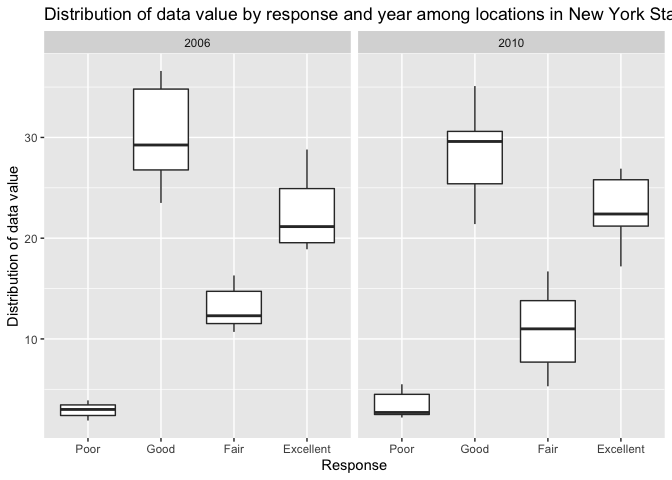 Distribution of data value by response and year among locations in New York Sta
2006
2010
Distribution of data value
30
20
10
Poor
Good
Fair
Excellent
Poor
Good
Fair
Excellent
Response